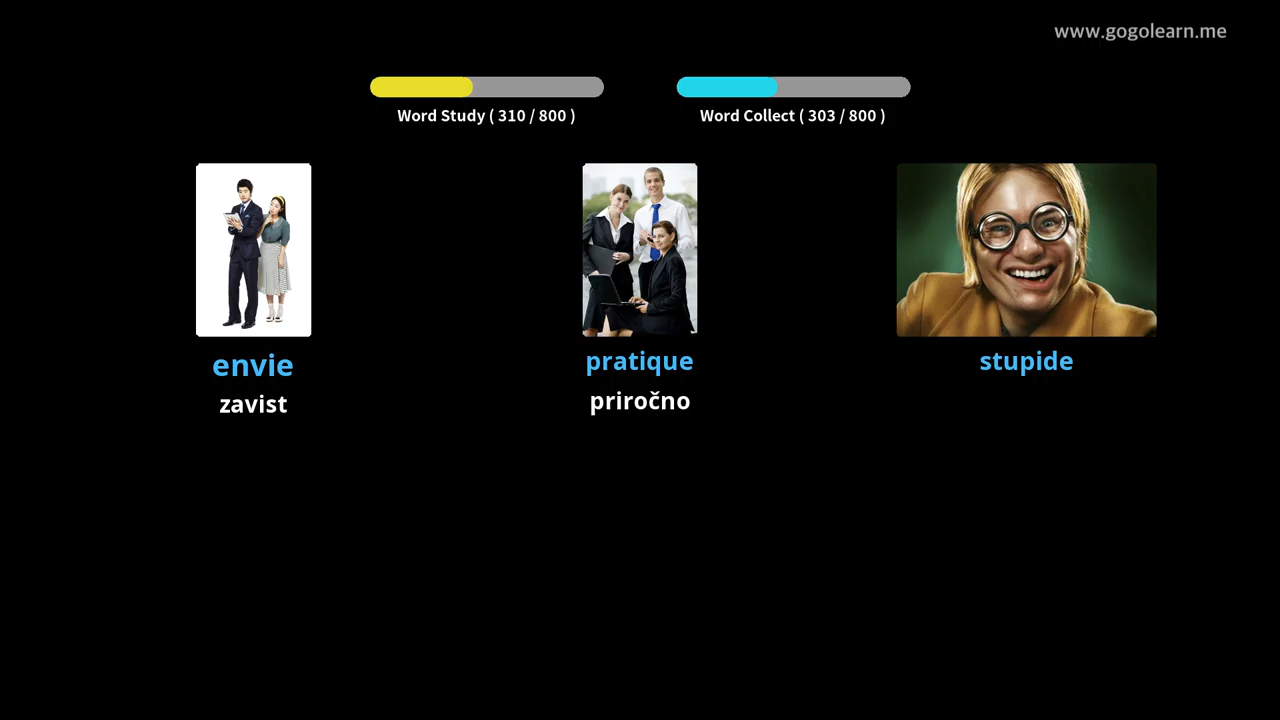 www.gogolearn.me
Word Study ( 310 / 800 )
Word Collect ( 303 / 800 )
envie
pratique
stupide
zavist
priročno